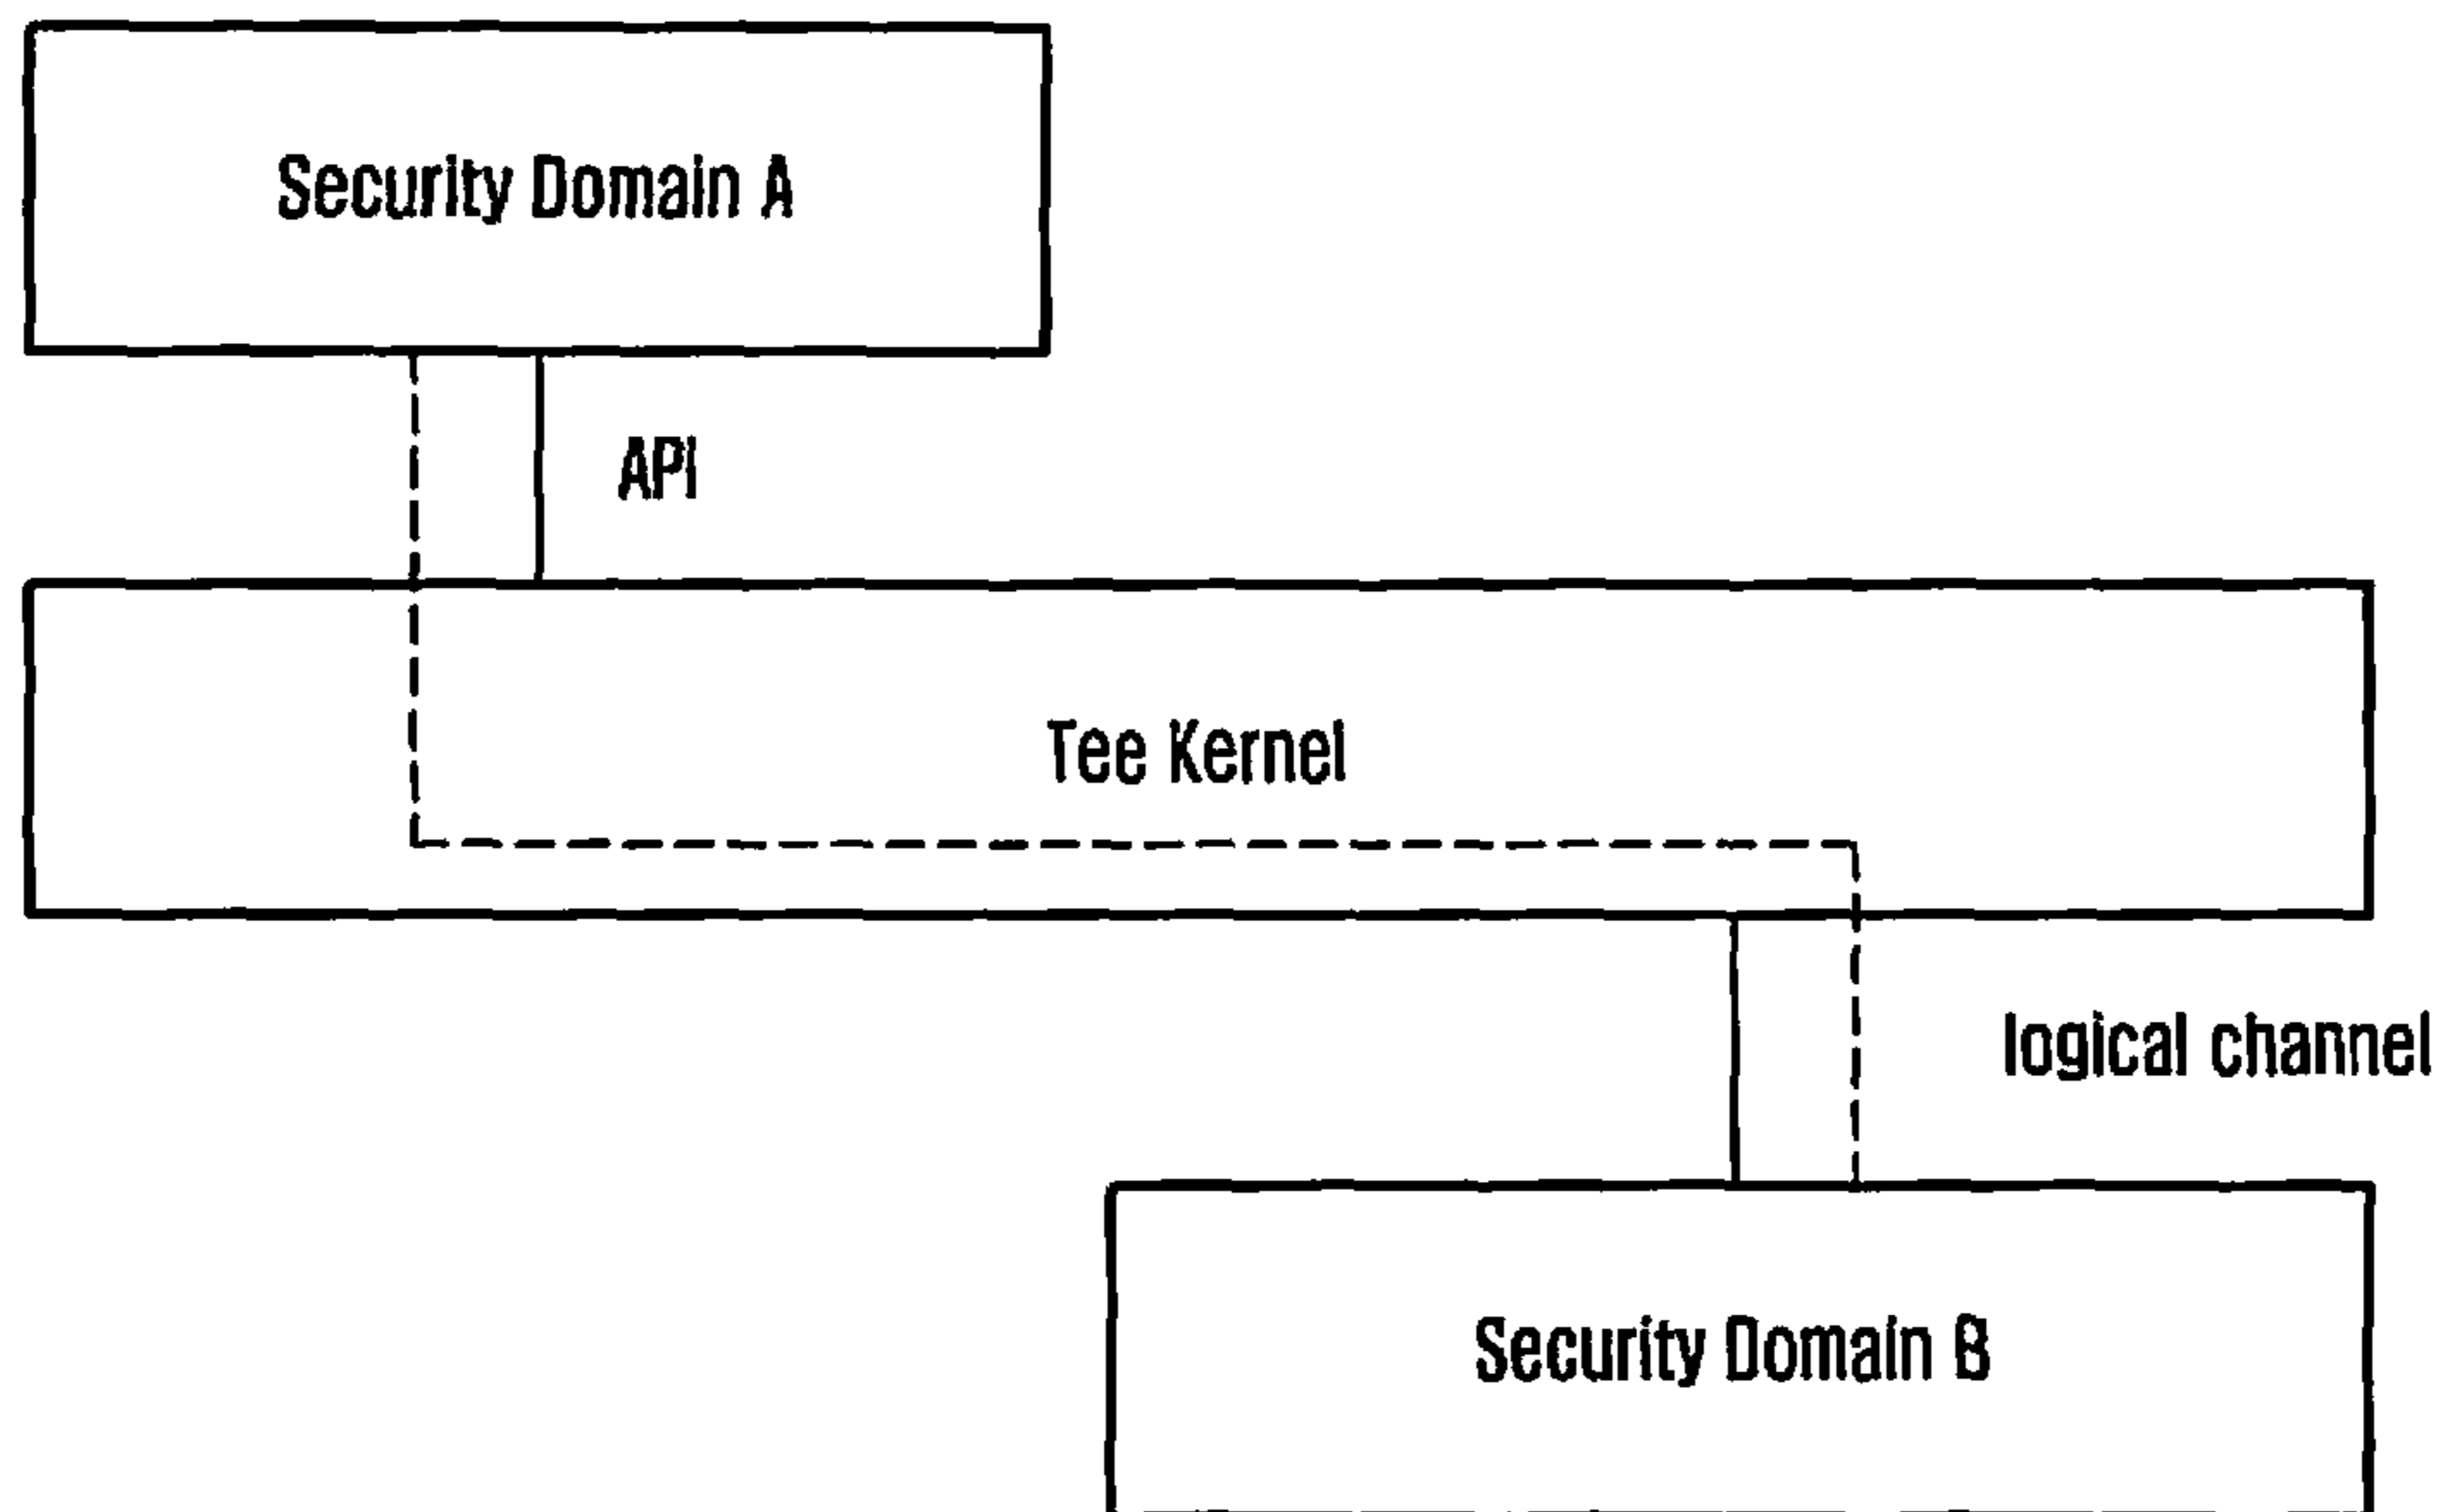 Security Domain A
API
Tee Kernel
logical channel
Security Domain B